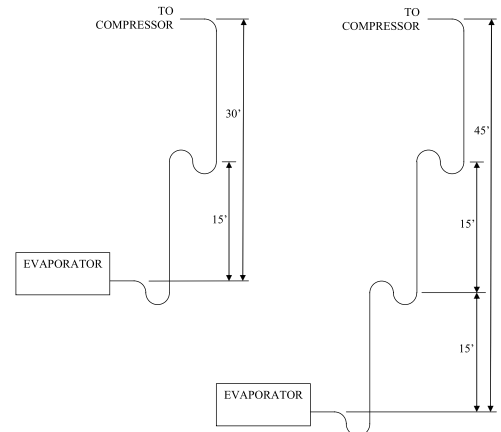 TO
COMPRESSOR
30'
15'
EVAPORATOR
TO
COMPRESSOR
45'
15'
15'
EVAPORATOR